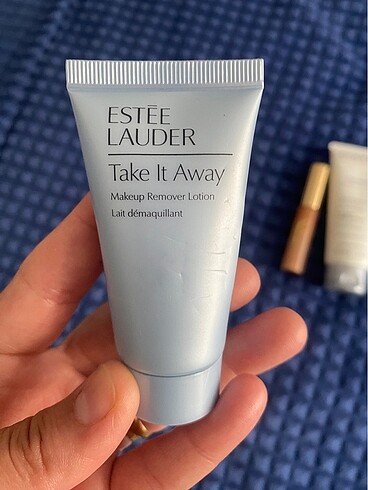 ESTĒE
LAUDER
Take It Away
Makeup Remover Lotion
Lait démaquillant